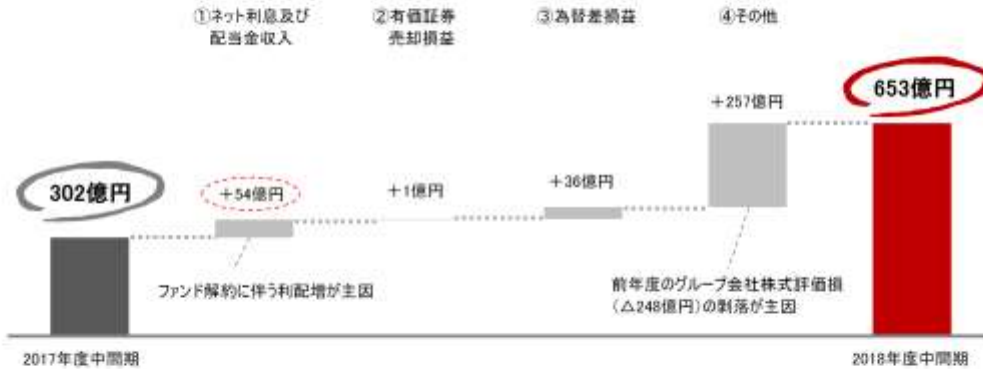 ①ネット利息及び
配当金収入
②有価証券
売却損益
③為替差損益
④その他
302億円
+54億円
+1億円
+36億円
+257億円
653億円
ファンド解約に伴う利配増が主因
前年度のグループ会社株式評価損
(△248億円)の剥落が主因
2017年度中間期
2018年度中間期